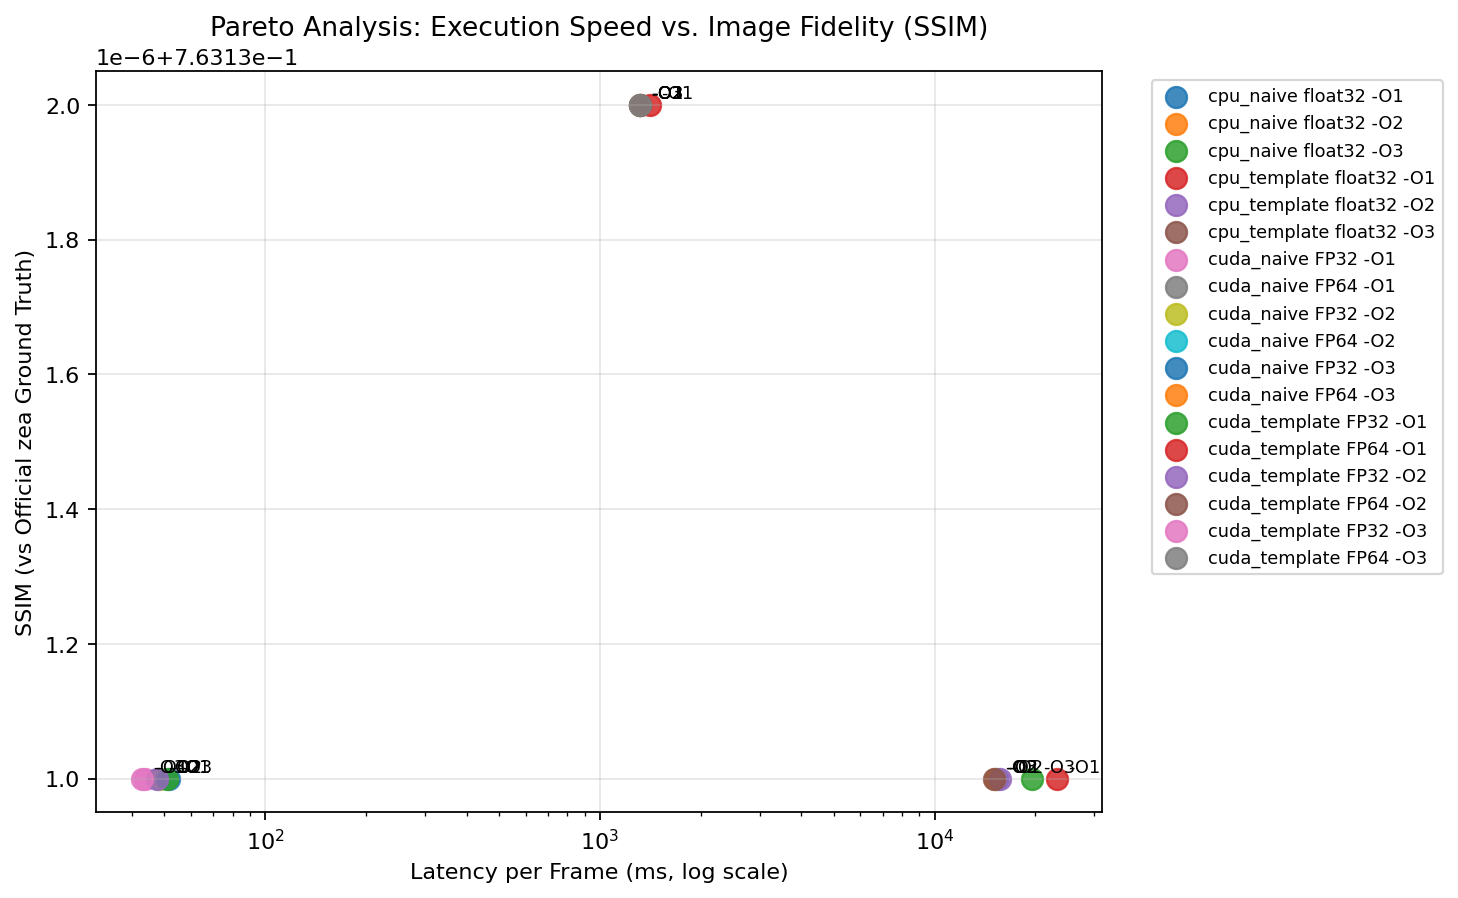 Pareto Analysis: Execution Speed vs. Image Fidelity (SSIM)
1e−6+7.6313e−1
2.0
1.8
1.6
1.4
1.2
1.0
SSIM (vs Official zea Ground Truth)
-O3
-O1
10²
10³
10⁴
Latency per Frame (ms, log scale)
cpu_naive float32 -O1
cpu_naive float32 -O2
cpu_naive float32 -O3
cpu_template float32 -O1
cpu_template float32 -O2
cpu_template float32 -O3
cuda_naive FP32 -O1
cuda_naive FP64 -O1
cuda_naive FP32 -O2
cuda_naive FP64 -O2
cuda_naive FP32 -O3
cuda_naive FP64 -O3
cuda_template FP32 -O1
cuda_template FP64 -O1
cuda_template FP32 -O2
cuda_template FP64 -O2
cuda_template FP32 -O3
cuda_template FP64 -O3